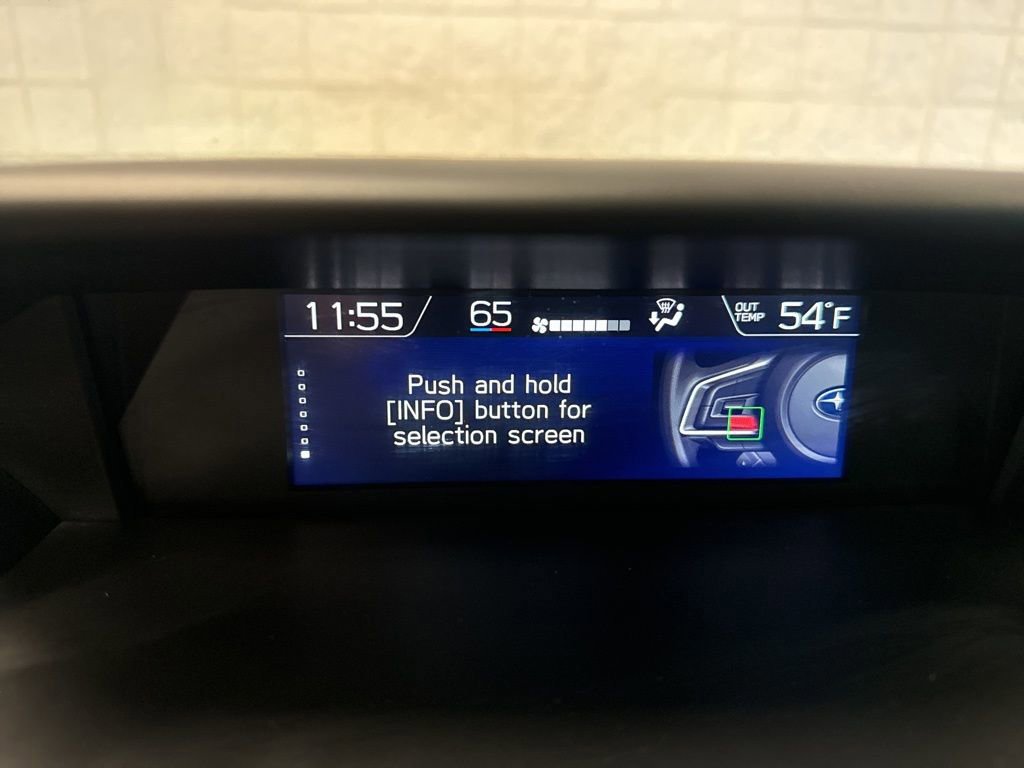 11:55
65
OUT
TEMP
54°F
Push and hold
[INFO] button for
selection screen